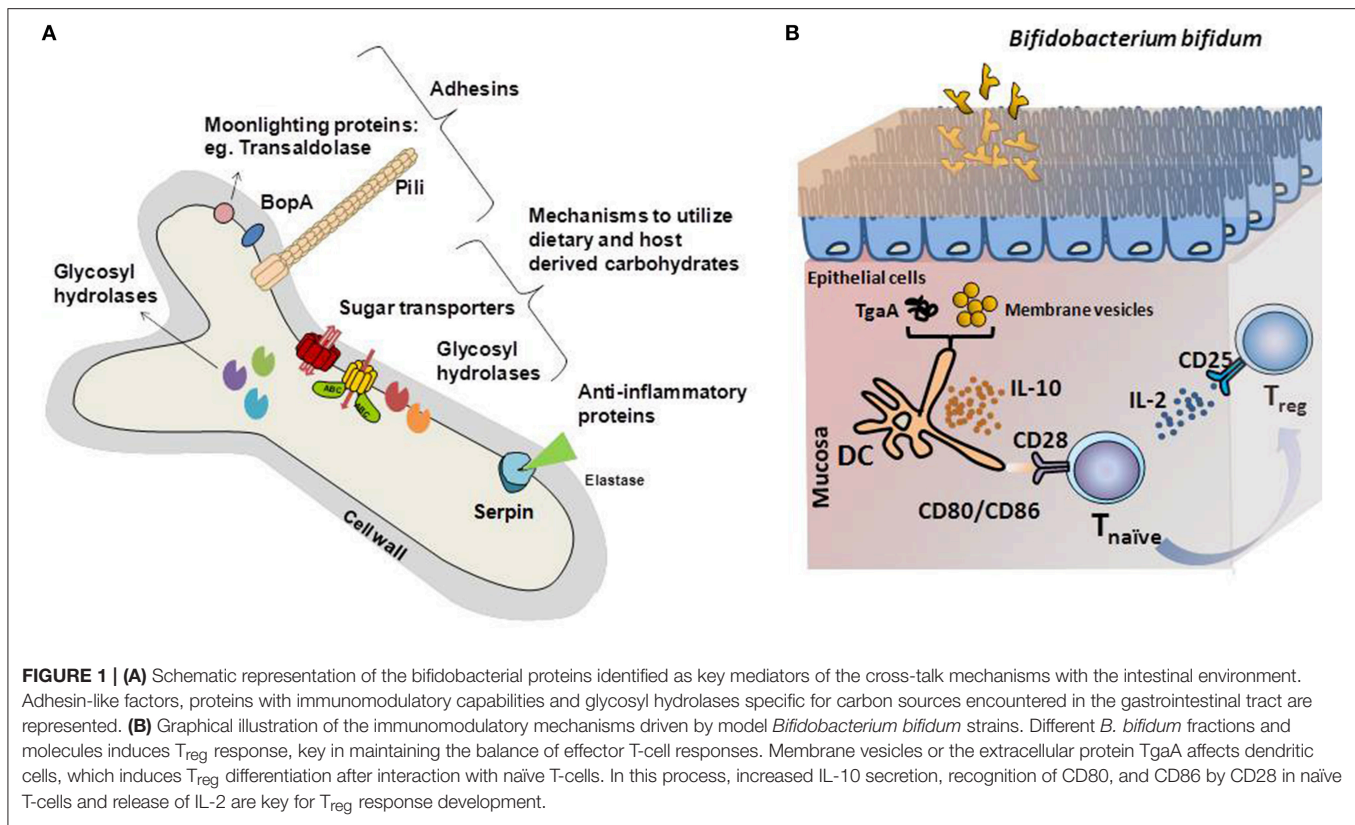 A
Adhesins
Moonlighting proteins:
eg. Transaldolase
BopA
Pili
Mechanisms to utilize
dietary and host
derived carbohydrates
Glycosyl
hydrolases
Sugar transporters
Glycosyl
hydrolases
ABC
ABC
Anti-inflammatory
proteins
Elastase
Serpin
Cell wall
B
Bifidobacterium bifidum
Epithelial cells
TgaA
Membrane vesicles
CD25
IL-10
IL-2
Treg
CD28
DC
Mucosa
CD80/CD86
Tnaïve
FIGURE 1 | (A) Schematic representation of the bifidobacterial proteins identified as key mediators of the cross-talk mechanisms with the intestinal environment.
Adhesin-like factors, proteins with immunomodulatory capabilities and glycosyl hydrolases specific for carbon sources encountered in the gastrointestinal tract are
represented. (B) Graphical illustration of the immunomodulatory mechanisms driven by model Bifidobacterium bifidum strains. Different B. bifidum fractions and
molecules induces Treg response, key in maintaining the balance of effector T-cell responses. Membrane vesicles or the extracellular protein TgaA affects dendritic
cells, which induces Treg differentiation after interaction with naïve T-cells. In this process, increased IL-10 secretion, recognition of CD80, and CD86 by CD28 in naïve
T-cells and release of IL-2 are key for Treg response development.